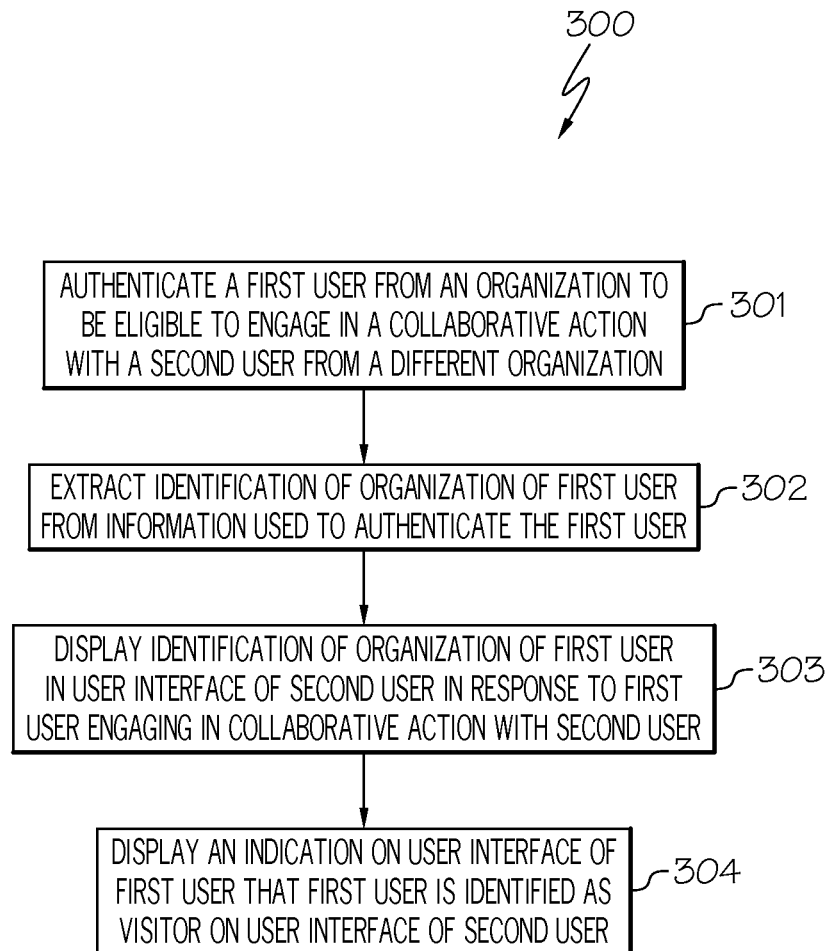 300
AUTHENTICATE A FIRST USER FROM AN ORGANIZATION TO
BE ELIGIBLE TO ENGAGE IN A COLLABORATIVE ACTION
WITH A SECOND USER FROM A DIFFERENT ORGANIZATION
301
EXTRACT IDENTIFICATION OF ORGANIZATION OF FIRST USER
FROM INFORMATION USED TO AUTHENTICATE THE FIRST USER
302
DISPLAY IDENTIFICATION OF ORGANIZATION OF FIRST USER
IN USER INTERFACE OF SECOND USER IN RESPONSE TO FIRST
USER ENGAGING IN COLLABORATIVE ACTION WITH SECOND USER
303
DISPLAY AN INDICATION ON USER INTERFACE OF
FIRST USER THAT FIRST USER IS IDENTIFIED AS
VISITOR ON USER INTERFACE OF SECOND USER
304